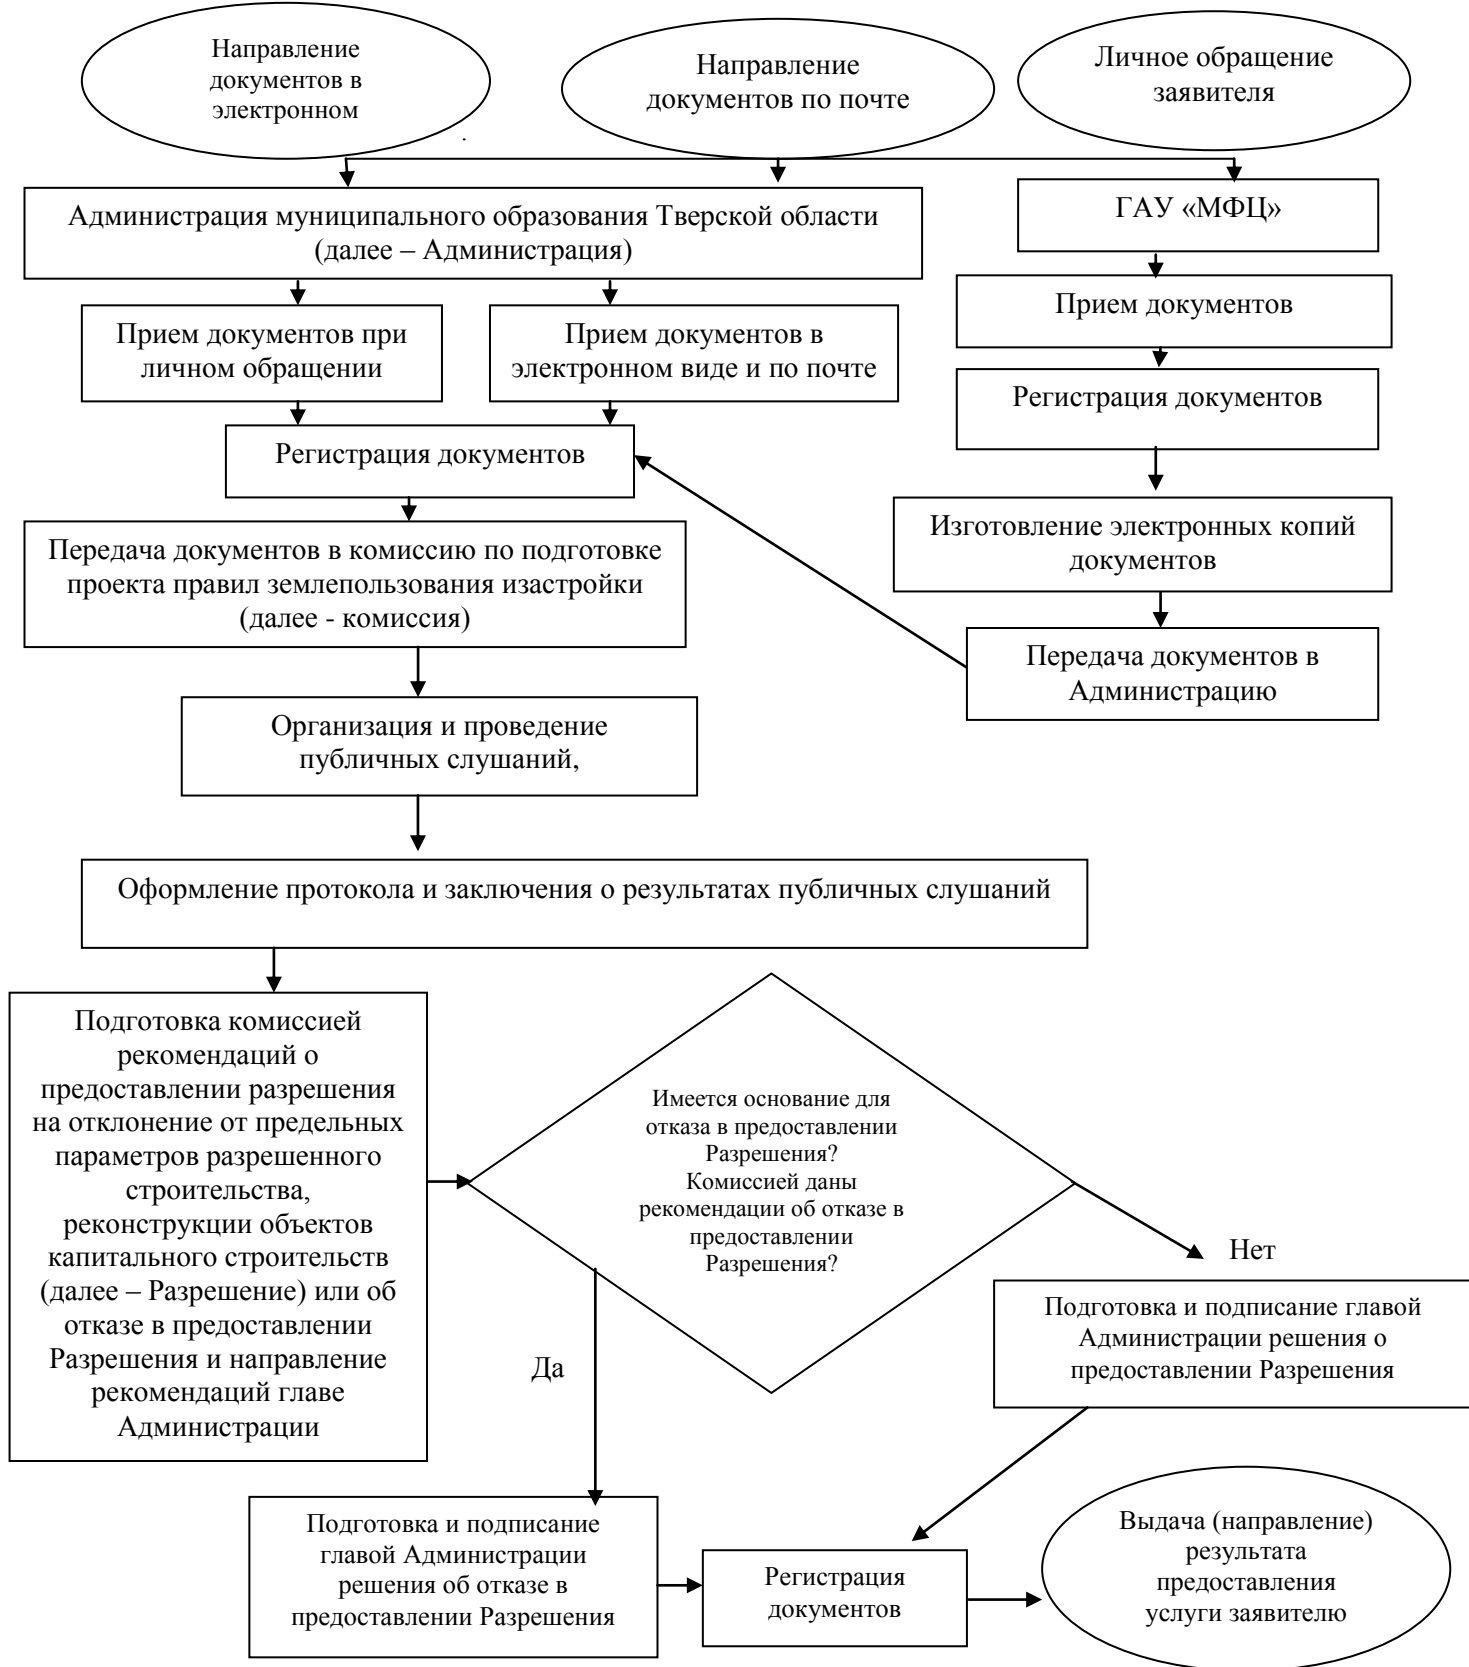 Направление
документов в
электронном
Направление
документов по почте
Личное обращение
заявителя
Администрация муниципального образования Тверской области
(далее – Администрация)
ГАУ «МФЦ»
Прием документов при
личном обращении
Прием документов в
электронном виде и по почте
Прием документов
Регистрация документов
Регистрация документов
Изготовление электронных копий
документов
Передача документов в комиссию по подготовке
проекта правил землепользования изастройки
(далее - комиссия)
Передача документов в
Администрацию
Организация и проведение
публичных слушаний,
Оформление протокола и заключения о результатах публичных слушаний
Подготовка комиссией
рекомендаций о
предоставлении разрешения
на отклонение от предельных
параметров разрешенного
строительства,
реконструкции объектов
капитального строительств
(далее – Разрешение) или об
отказе в предоставлении
Разрешения и направление
рекомендаций главе
Администрации
Имеется основание для
отказа в предоставлении
Разрешения?
Комиссией даны
рекомендации об отказе в
предоставлении
Разрешения?
Нет
Да
Подготовка и подписание главой
Администрации решения о
предоставлении Разрешения
Подготовка и подписание
главой Администрации
решения об отказе в
предоставлении Разрешения
Регистрация
документов
Выдача (направление)
результата
предоставления
услуги заявителю